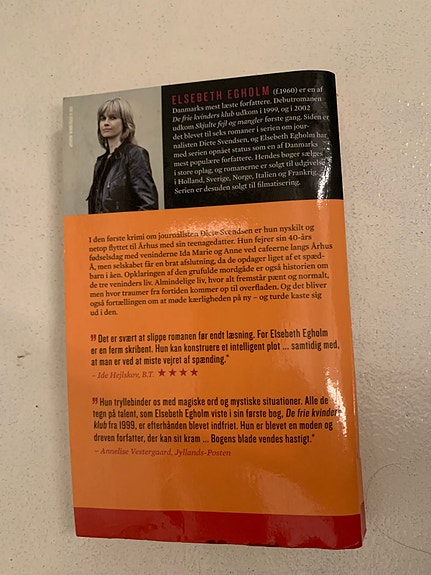 ELSEBETH EGHOLM (f.1960) er en af
Danmarks mest læste forfattere. Debutromanen
De frie kvinders klub udkom i 1999, og i 2002
udkom Skjulte fejl og mangler første gang. Siden er
det blevet til seks romaner i serien om jour-
nalisten Dicte Svendsen, og Elsebeth Egholm har
med serien opnået status som en af Danmarks
mest populære forfattere. Hendes bøger sælges
i store oplag, og romanerne er solgt til udgivelse
i Holland, Sverige, Norge, Italien og Frankrig.
Serien er desuden solgt til filmatisering.
I den første krimi om journalisten Dicte Svendsen er hun nyskilt og
netop flyttet til Århus med sin teenagedatter. Hun fejrer sin 40-års
fødselsdag med veninderne Ida Marie og Anne ved cafeerne langs Århus
Å, men selskabet får en brat afslutning, da de opdager liget af et spæd-
barn i åen. Opklaringen af den grufulde mordgåde er også historien om
de tre veninders liv. Almindelige liv, hvor alt fremstår pænt og normalt,
men hvor traumer fra fortiden kommer op til overfladen. Og det bliver
også fortællingen om at møde kærligheden på ny – og turde kaste sig
ud i den.
"Det er svært at slippe romanen før endt læsning. For Elsebeth Egholm
er en ferm skribent. Hun kan konstruere et intelligent plot ... samtidig med,
at man er ved at miste vejret af spænding."
– Ide Hejlskov, B.T. ★★★★
"Hun tryllebinder os med magiske ord og mystiske situationer. Alle de
tegn på talent, som Elsebeth Egholm viste i sin første bog, De frie kvinders
klub fra 1999, er efterhånden blevet indfriet. Hun er blevet en moden og
dreven forfatter, der kan sit kram ... Bogens blade vendes hastigt."
– Annelise Vestergaard, Jyllands-Posten